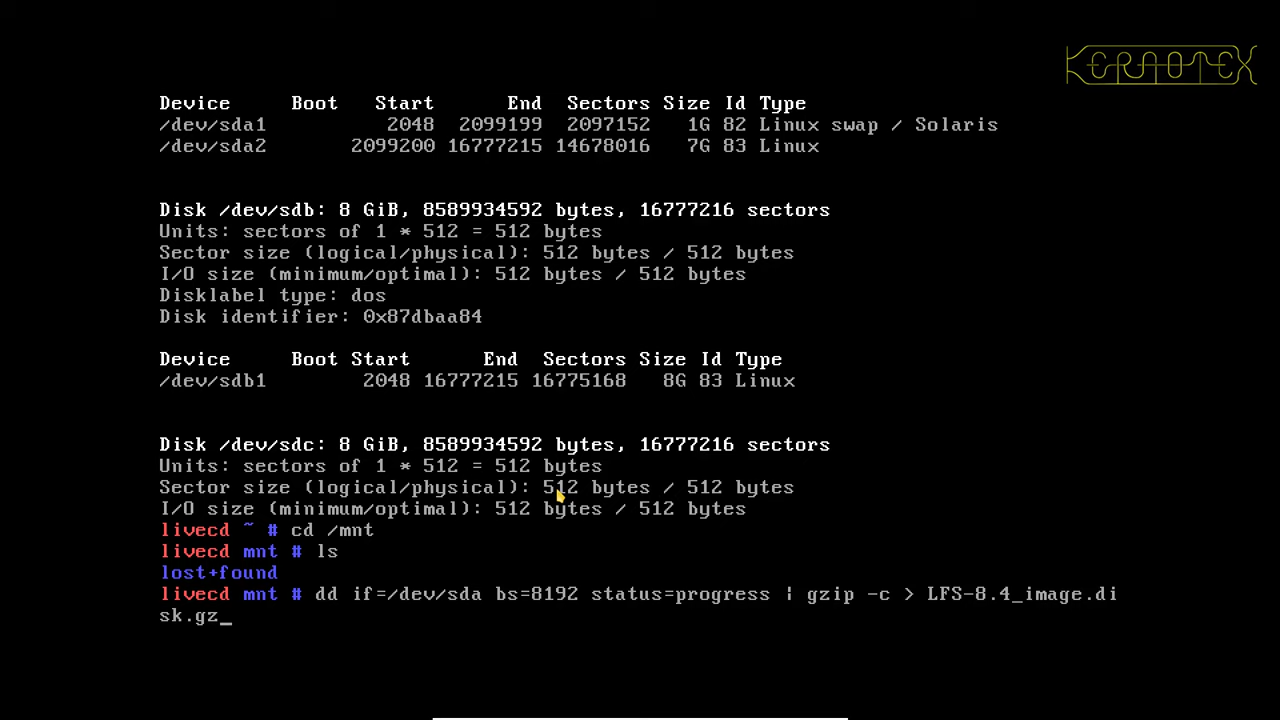 KERNOTEX
Device Boot Start End Sectors Size Id Type
/dev/sda1 2048 2099199 2097152 1G 82 Linux swap / Solaris
/dev/sda2 2099200 16777215 14678016 7G 83 Linux
Disk /dev/sdb: 8 GiB, 8589934592 bytes, 16777216 sectors
Units: sectors of 1 * 512 = 512 bytes
Sector size (logical/physical): 512 bytes / 512 bytes
I/O size (minimum/optimal): 512 bytes / 512 bytes
Disklabel type: dos
Disk identifier: 0x87dbaa84
Device Boot Start End Sectors Size Id Type
/dev/sdb1 2048 16777215 16775168 8G 83 Linux
Disk /dev/sdc: 8 GiB, 8589934592 bytes, 16777216 sectors
Units: sectors of 1 * 512 = 512 bytes
Sector size (logical/physical): 512 bytes / 512 bytes
I/O size (minimum/optimal): 512 bytes / 512 bytes
livecd ~ # cd /mnt
livecd mnt # ls
lost+found
livecd mnt # dd if=/dev/sda bs=8192 status=progress | gzip -c > LFS-8.4_image.di
sk.gz_